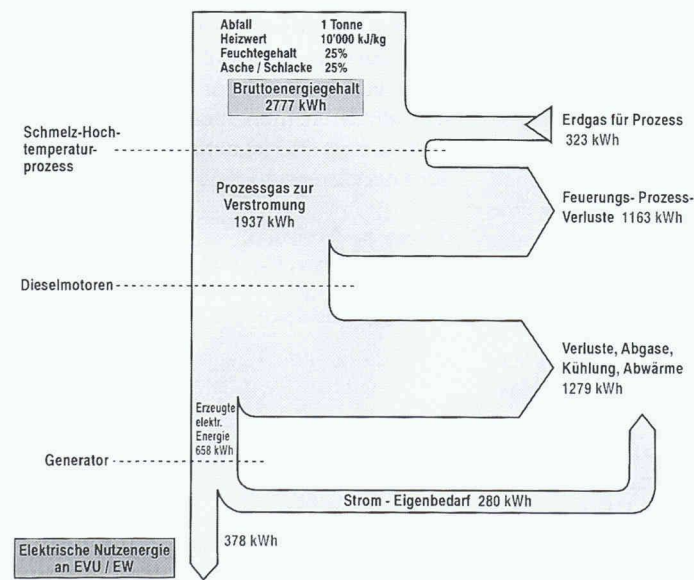 Abfall 1 Tonne
Heizwert 10'000 kJ/kg
Feuchtegehalt 25%
Asche / Schlacke 25%
Bruttoenergiegehalt
2777 kWh
Erdgas für Prozess
323 kWh
Schmelz-Hoch-
temperatur-
prozess
Prozessgas zur
Verstromung
1937 kWh
Feuerungs- Prozess-
Verluste 1163 kWh
Dieselmotoren
Verluste, Abgase,
Kühlung, Abwärme
1279 kWh
Erzeugte
elektr.
Energie
658 kWh
Generator
Strom - Eigenbedarf 280 kWh
378 kWh
Elektrische Nutzenergie
an EVU / EW